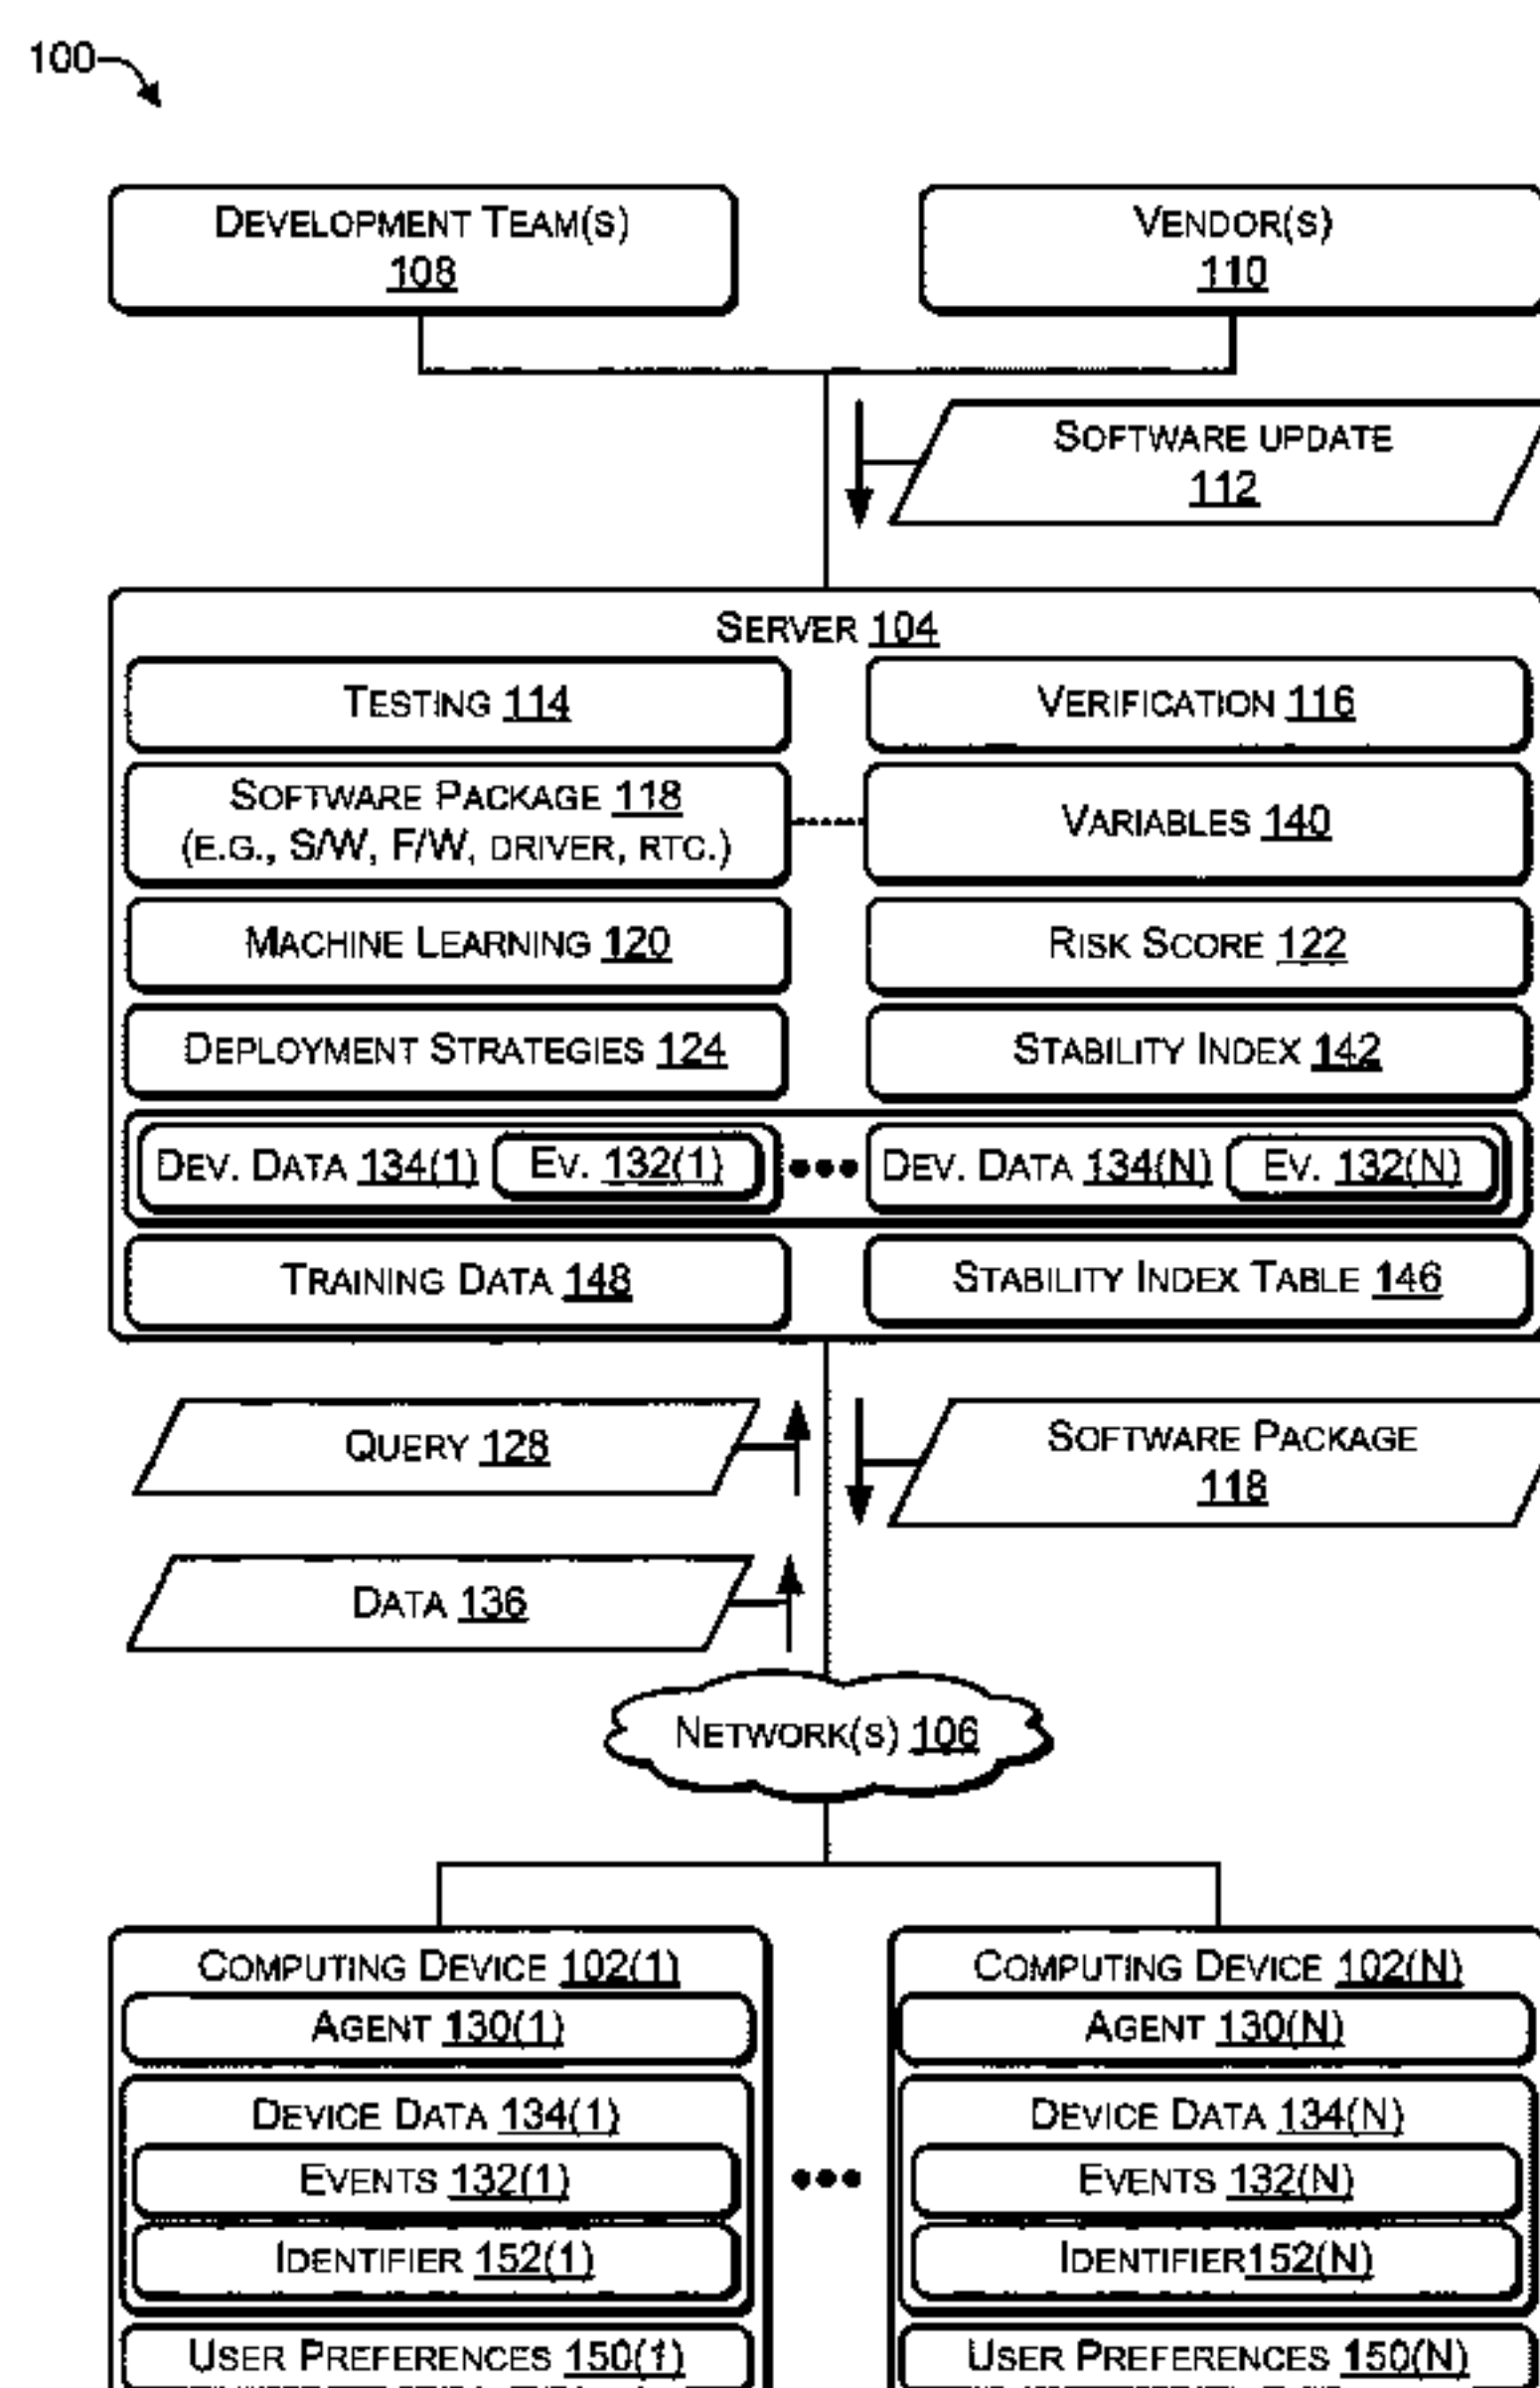 100
DEVELOPMENT TEAM(S)
108
VENDOR(S)
110
SOFTWARE UPDATE
112
SERVER 104
TESTING 114
VERIFICATION 116
SOFTWARE PACKAGE 118
(E.G., S/W, F/W, DRIVER, RTC.)
VARIABLES 140
MACHINE LEARNING 120
RISK SCORE 122
DEPLOYMENT STRATEGIES 124
STABILITY INDEX 142
DEV. DATA 134(1)
EV. 132(1)
DEV. DATA 134(N)
EV. 132(N)
TRAINING DATA 148
STABILITY INDEX TABLE 146
QUERY 128
SOFTWARE PACKAGE
118
DATA 136
NETWORK(S) 106
COMPUTING DEVICE 102(1)
AGENT 130(1)
DEVICE DATA 134(1)
EVENTS 132(1)
IDENTIFIER 152(1)
USER PREFERENCES 150(1)
COMPUTING DEVICE 102(N)
AGENT 130(N)
DEVICE DATA 134(N)
EVENTS 132(N)
IDENTIFIER152(N)
USER PREFERENCES 150(N)